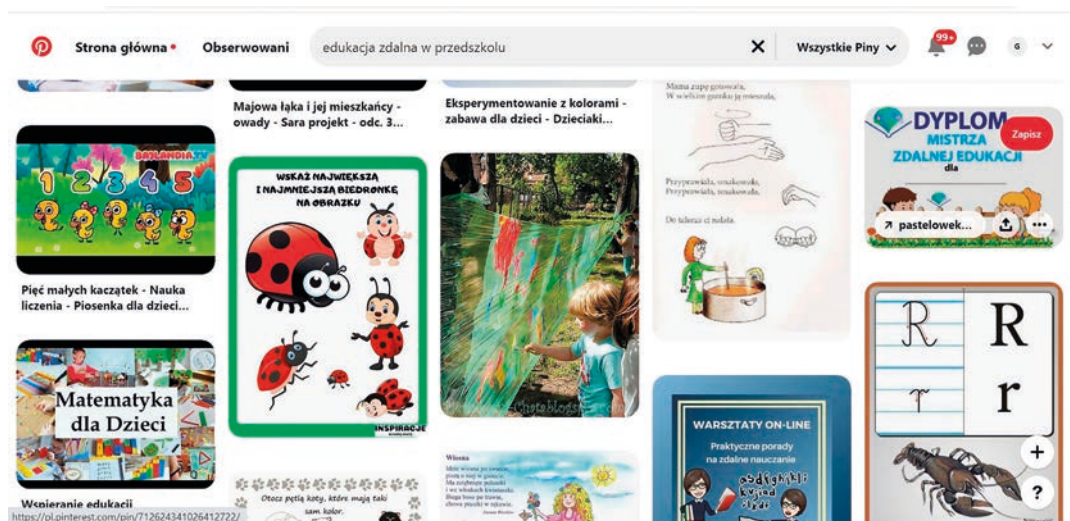 Strona główna
Obserwowani
edukacja zdalna w przedszkolu
Wszystkie Piny
99+
G
Majowa łąka i jej mieszkańcy -
owady - Sara projekt - odc. 3...
Eksperymentowanie z kolorami -
zabawa dla dzieci - Dzieciaki...
Mama zupę gotowała,
W wielkim garnku ją mieszała,
Przyprawiała, smakowała,
Przyprawiała, smakowała,
DYPLOM
MISTRZA
ZDALNEJ EDUKACJI
dla
Zapisz
pastelowek...
BAJLANDIA.TV
1 2 3 4 5
Pięć małych kaczątek - Nauka
liczenia - Piosenka dla dzieci...
WSKAŻ NAJWIĘKSZĄ
I NAJMNIEJSZĄ BIEDRONKĘ
NA OBRAZKU
INSPIRACJE
R R
r r
Matematyka
dla Dzieci
Wspieranie edukacji
WARSZTATY ON-LINE
Praktyczne porady
na zdalne nauczanie
Otocz pętlą koty, które mają taki
sam kolor.
Wiosna
+
?
https://pl.pinterest.com/pin/712624341026412722/